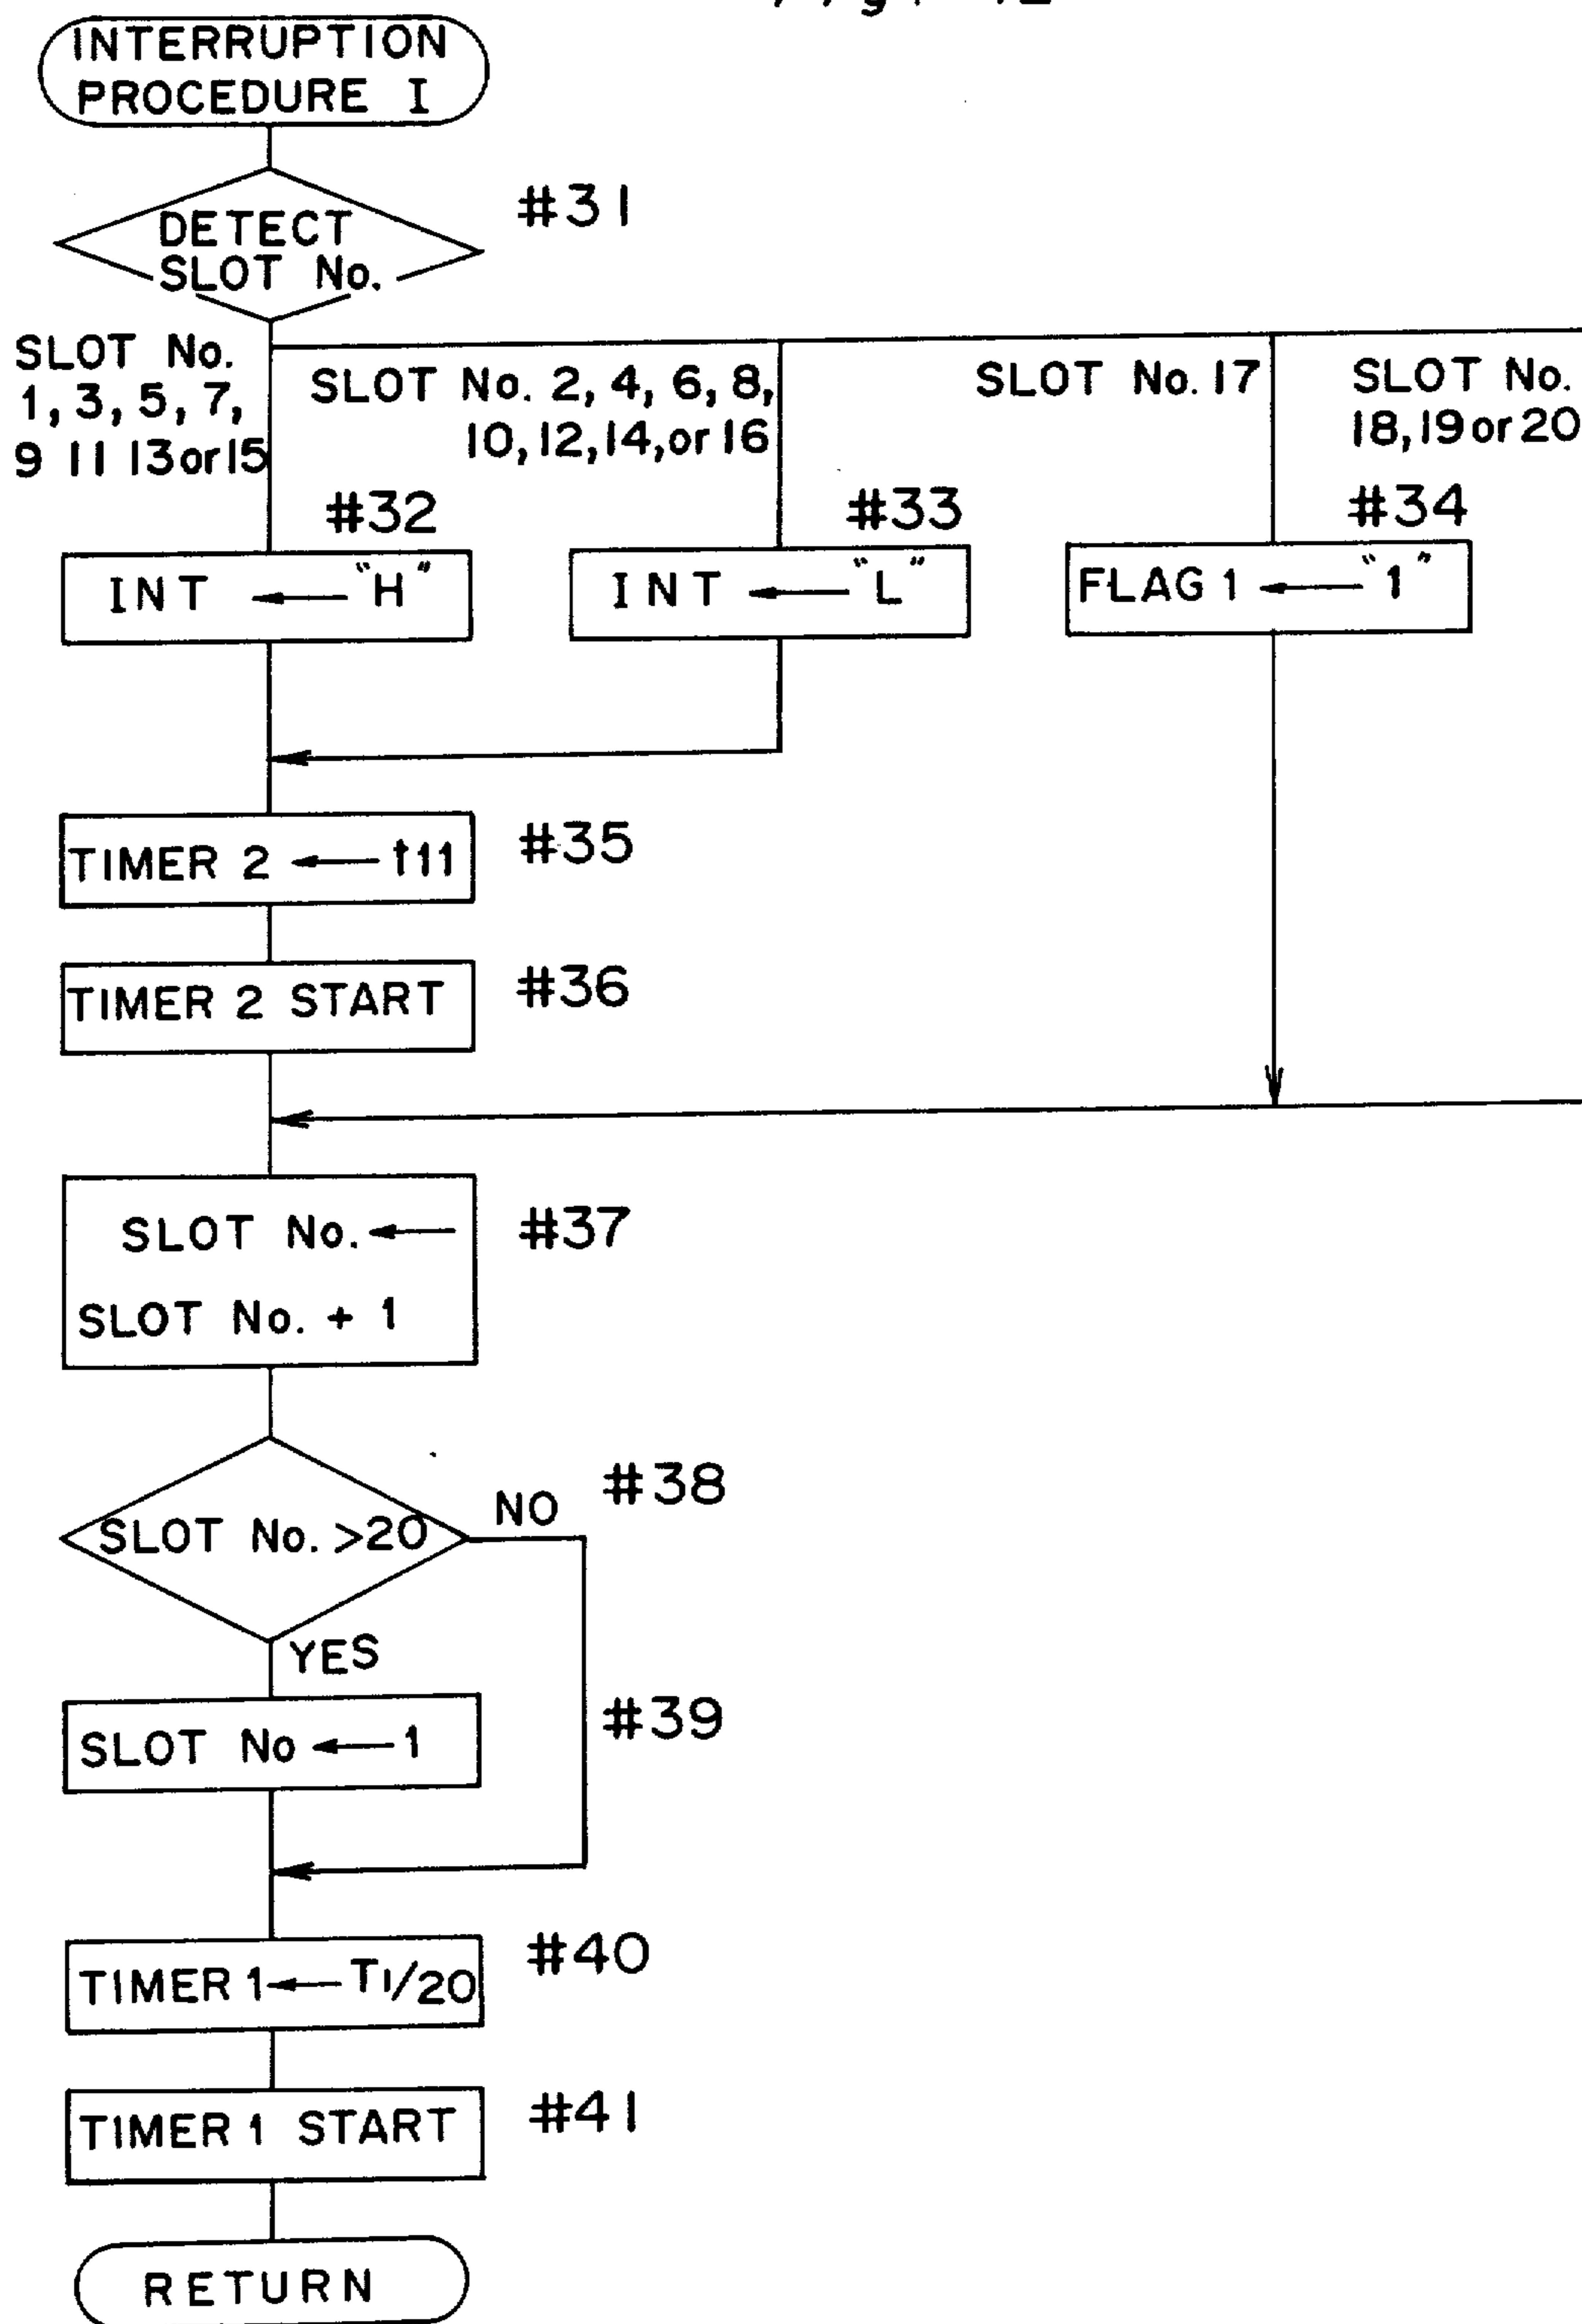 INTERRUPTION
PROCEDURE I
DETECT
SLOT No.
#31
SLOT No.
1, 3, 5, 7,
9 11 13 or 15
SLOT No. 2, 4, 6, 8,
10, 12, 14, or 16
SLOT No. 17
SLOT No.
18, 19 or 20
#32
INT ← "H"
#33
INT ← "L"
#34
FLAG 1 ← "1"
TIMER 2 ← t11
#35
TIMER 2 START
#36
SLOT No. ←
SLOT No. + 1
#37
SLOT No. >20
#38
NO
YES
SLOT No ← 1
#39
TIMER 1 ← T1/20
#40
TIMER 1 START
#41
RETURN